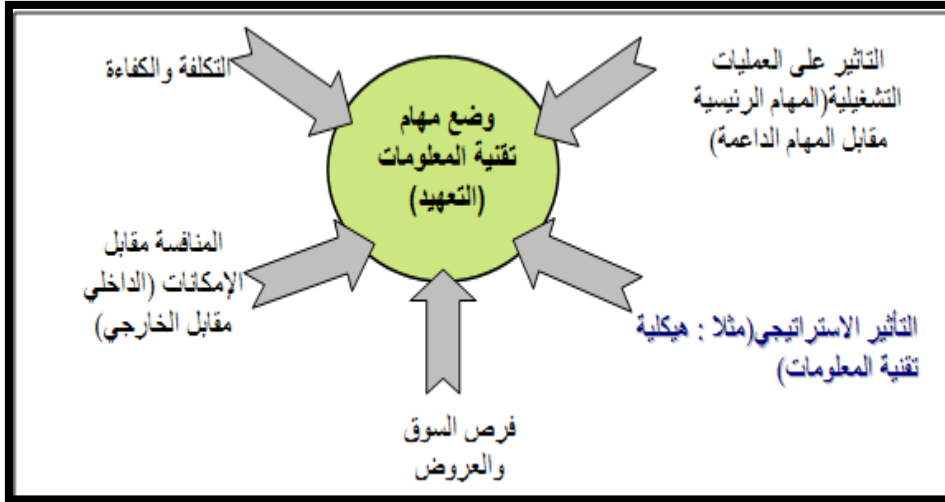 التكلفة والكفاءة
وضع مهام
تقنية المعلومات
(التعهيد)
التاثير على العمليات
التشغيلية(المهام الرئيسية
مقابل المهام الداعمة)
المنافسة مقابل
الإمكانات (الداخلي
مقابل الخارجي)
التأثير الاستراتيجي(مثلا : هيكلية
تقنية المعلومات)
فرص السوق
والعروض